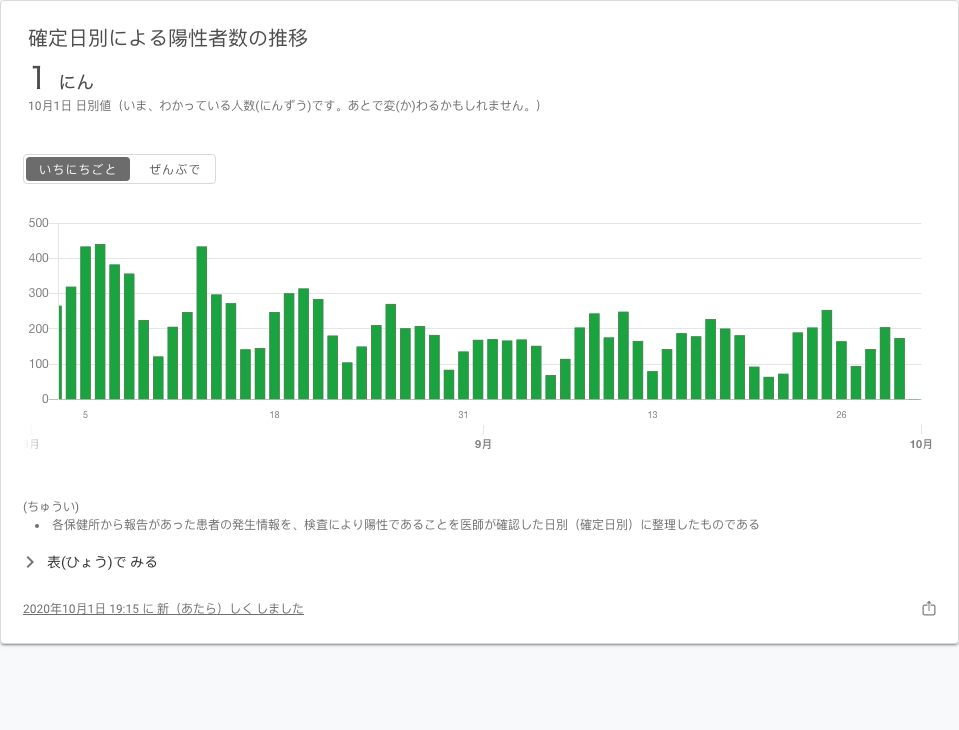 確定日別による陽性者数の推移
1 にん
10月1日 日別値（いま、わかっている人数(にんずう)です。あとで変(か)わるかもしれません。）
いちにちごと ぜんぶで
500
400
300
200
100
0
5 18 31 13 26
月 9月 10月
(ちゅうい)
• 各保健所から報告があった患者の発生情報を、検査により陽性であることを医師が確認した日別（確定日別）に整理したものである
表(ひょう)で みる
2020年10月1日 19:15 に 新（あたら）しく しました